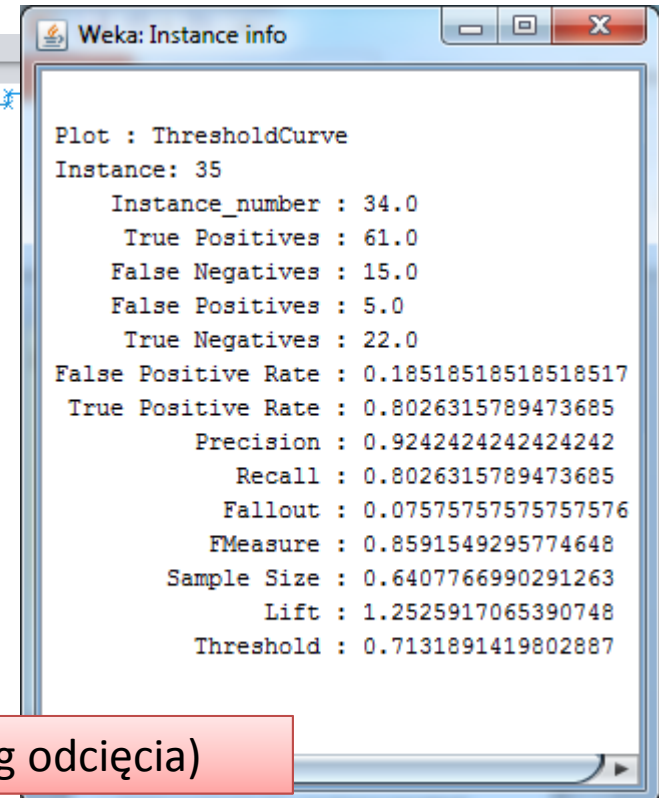 Weka: Instance info
Plot : ThresholdCurve
Instance: 35
Instance_number : 34.0
True Positives : 61.0
False Negatives : 15.0
False Positives : 5.0
True Negatives : 22.0
False Positive Rate : 0.18518518518518517
True Positive Rate : 0.8026315789473685
Precision : 0.9242424242424242
Recall : 0.8026315789473685
Fallout : 0.07575757575757576
FMeasure : 0.8591549295774648
Sample Size : 0.6407766990291263
Lift : 1.2525917065390748
Threshold : 0.7131891419802887
g odcięcia)